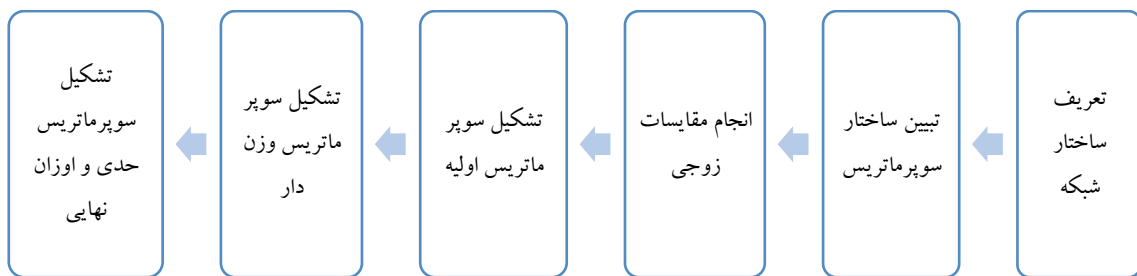 تعریف
ساختار
شبکه
تبیین ساختار
سوپرماتریس
انجام مقایسات
زوجی
تشکیل سوپر
ماتریس اولیه
تشکیل سوپر
ماتریس وزن
دار
تشکیل
سوپرماتریس
حدی و اوزان
نهایی